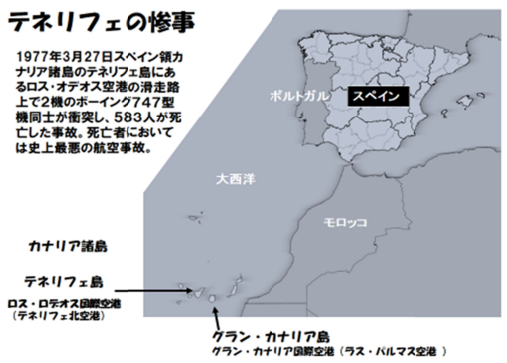 テネリフェの惨事
1977年3月27日スペイン領カ
ナリア諸島のテネリフェ島にあ
るロス・オデオス空港の滑走路
上で2機のボーイング747型
機同士が衝突し、583人が死
亡した事故。死亡者において
は史上最悪の航空事故。
ポルトガル
スペイン
大西洋
モロッコ
カナリア諸島
テネリフェ島
ロス・ロデオス国際空港
(テネリフェ北空港)
グラン・カナリア島
グラン・カナリア国際空港(ラス・パルマス空港)